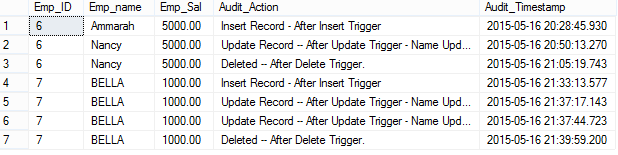 Emp_ID Emp_name Emp_Sal Audit_Action Audit_Timestamp
1 6 Ammarah 5000.00 Insert Record - After Insert Trigger 2015-05-16 20:28:45.930
2 6 Nancy 5000.00 Update Record -- After Update Trigger - Name Upd... 2015-05-16 20:50:13.270
3 6 Nancy 5000.00 Deleted -- After Delete Trigger. 2015-05-16 21:05:19.743
4 7 BELLA 1000.00 Insert Record - After Insert Trigger 2015-05-16 21:33:13.577
5 7 BELLA 1000.00 Update Record -- After Update Trigger - Name Upd... 2015-05-16 21:37:17.143
6 7 BELLA 1000.00 Update Record -- After Update Trigger - Name Upd... 2015-05-16 21:37:44.723
7 7 BELLA 1000.00 Deleted -- After Delete Trigger. 2015-05-16 21:39:59.200